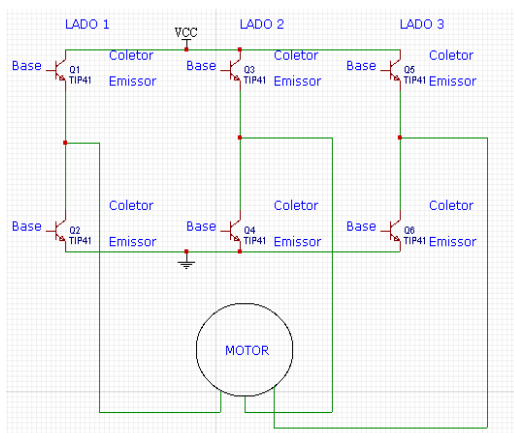 LADO 1
LADO 2
LADO 3
VCC
Coletor
Coletor
Coletor
Base
Q1
Base
Q3
Base
Q5
TIP41
Emissor
TIP41
Emissor
TIP41
Emissor
Coletor
Coletor
Coletor
Base
Q2
Base
Q4
Base
Q6
TIP41
Emissor
TIP41
Emissor
TIP41
Emissor
MOTOR